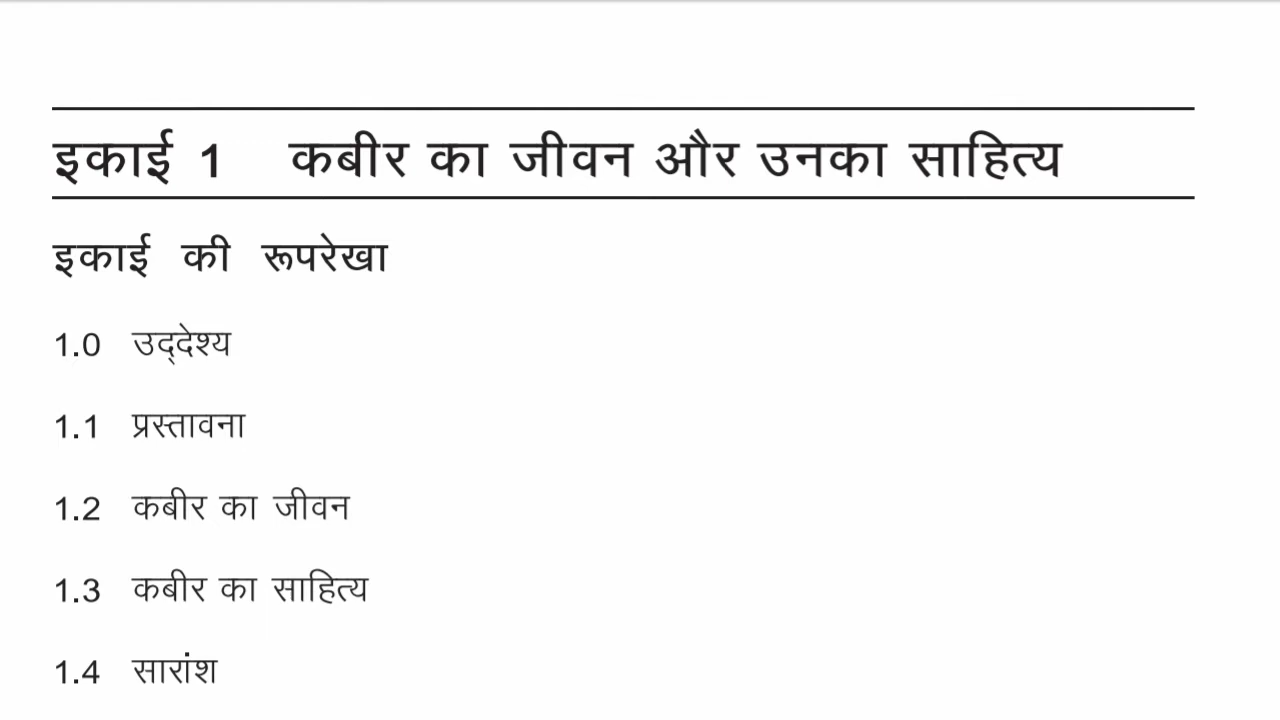 इकाई 1 कबीर का जीवन और उनका साहित्य
इकाई की रूपरेखा
1.0 उद्‌देश्य
1.1 प्रस्तावना
1.2 कबीर का जीवन
1.3 कबीर का साहित्य
1.4 सारांश